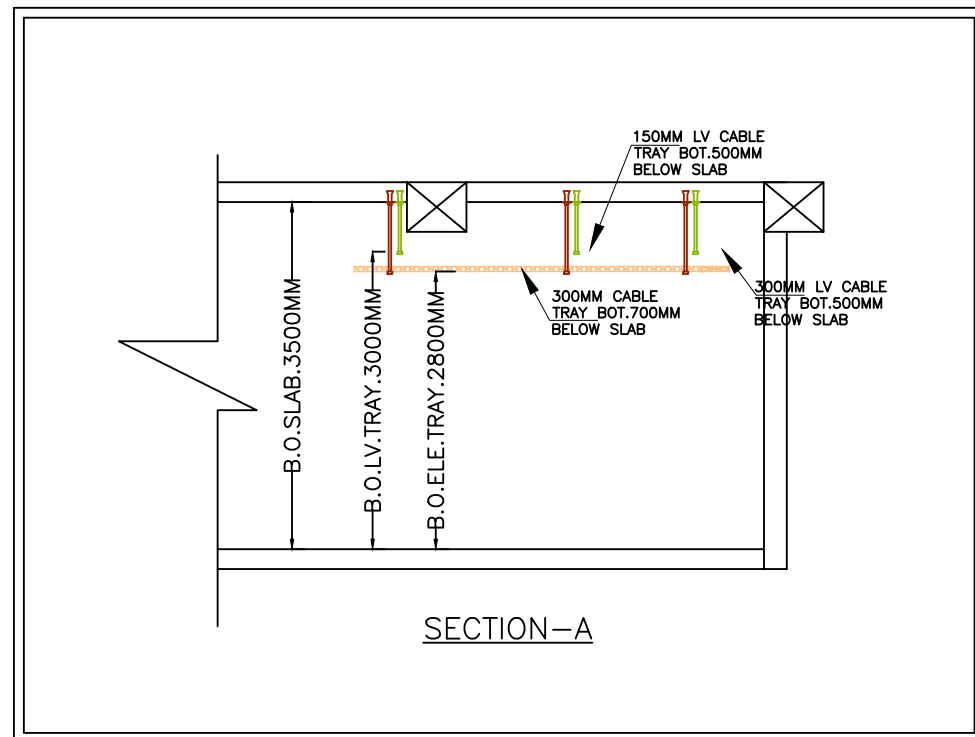 150MM LV CABLE
TRAY BOT.500MM
BELOW SLAB
300MM CABLE
TRAY BOT.700MM
BELOW SLAB
300MM LV CABLE
TRAY BOT.500MM
BELOW SLAB
B.O.SLAB.3500MM
B.O.LV.TRAY.3000MM
B.O.ELE.TRAY.2800MM
SECTION-A